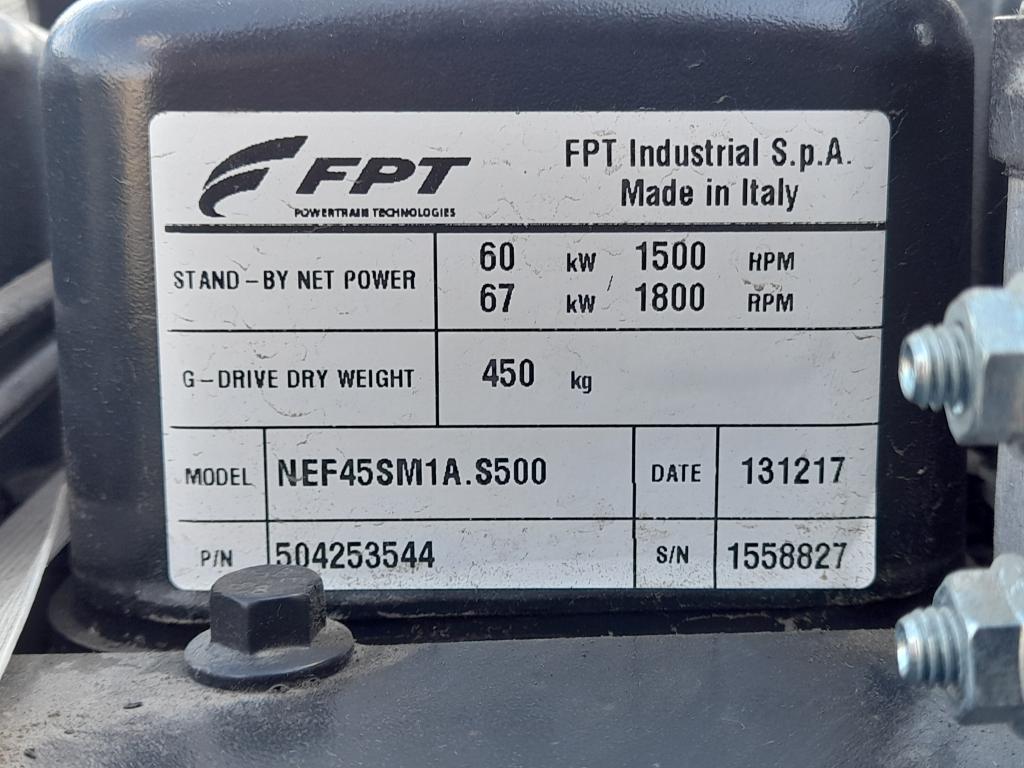 FPT
POWERTRAIN TECHNOLOGIES
FPT Industrial S.p.A.
Made in Italy
STAND-BY NET POWER
60 kW 1500 RPM
67 kW 1800 RPM
G-DRIVE DRY WEIGHT 450 kg
MODEL NEF45SM1A.S500 DATE 131217
P/N 504253544 S/N 1558827